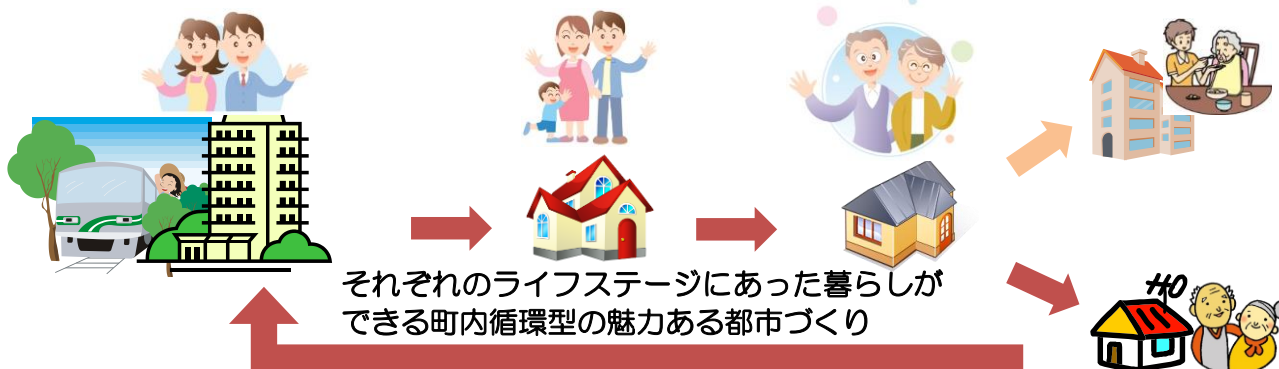 それぞれのライフステージにあった暮らしが
できる町内循環型の魅力ある都市づくり
HO